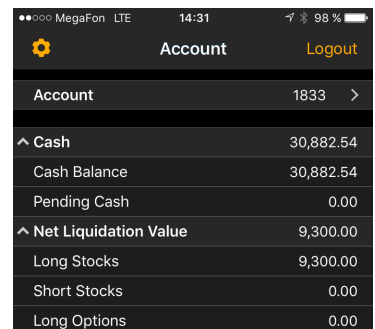 MegaFon LTE 14:31 98 %
Account Logout
Account 1833
Cash 30,882.54
Cash Balance 30,882.54
Pending Cash 0.00
Net Liquidation Value 9,300.00
Long Stocks 9,300.00
Short Stocks 0.00
Long Options 0.00